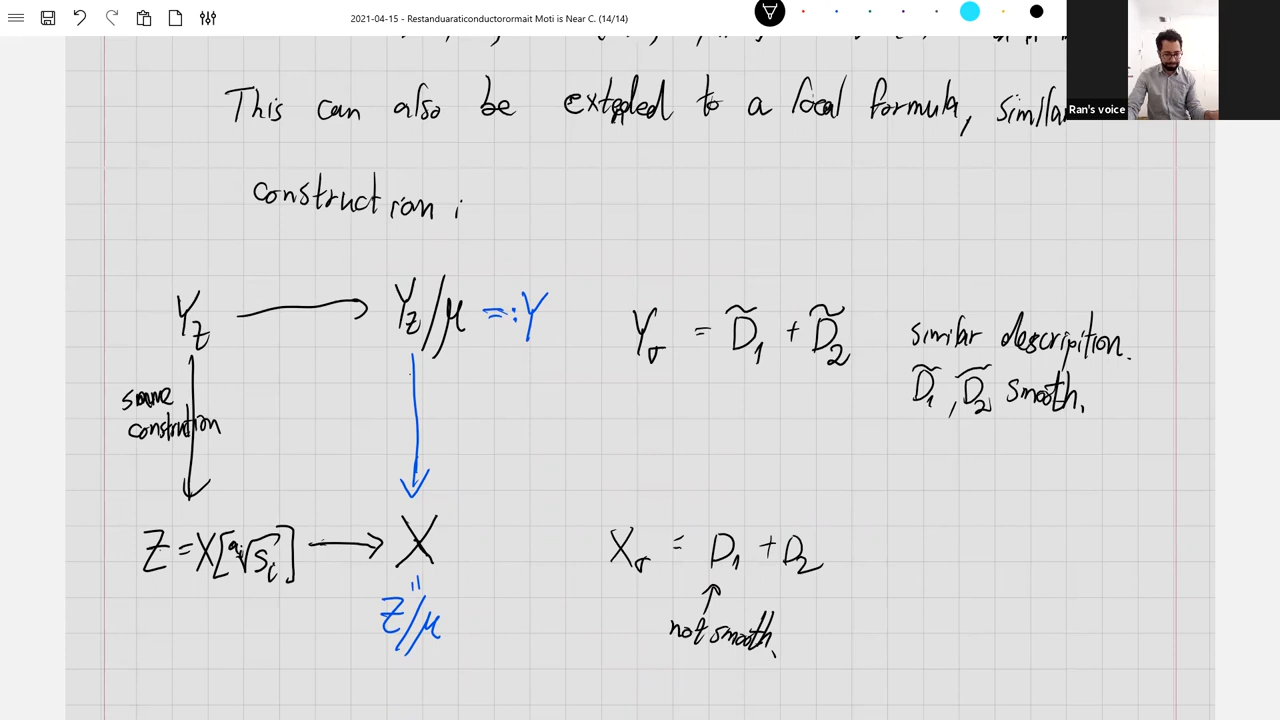 2021-04-15 - Restanduaraticonductorormait Moti is Near C. (14/14)
Ran's voice
This can also be extended to a local formula, similar
construction :
Y_Z → Y_Z/μ =: Y
Y_σ = D̃_1 + D̃_2
similar description.
D̃_1, D̃_2 smooth.
same
construction
Z = X[ᵃⁱ√S_i] → X
X_σ = D_1 + D_2
Z/μ
not smooth.